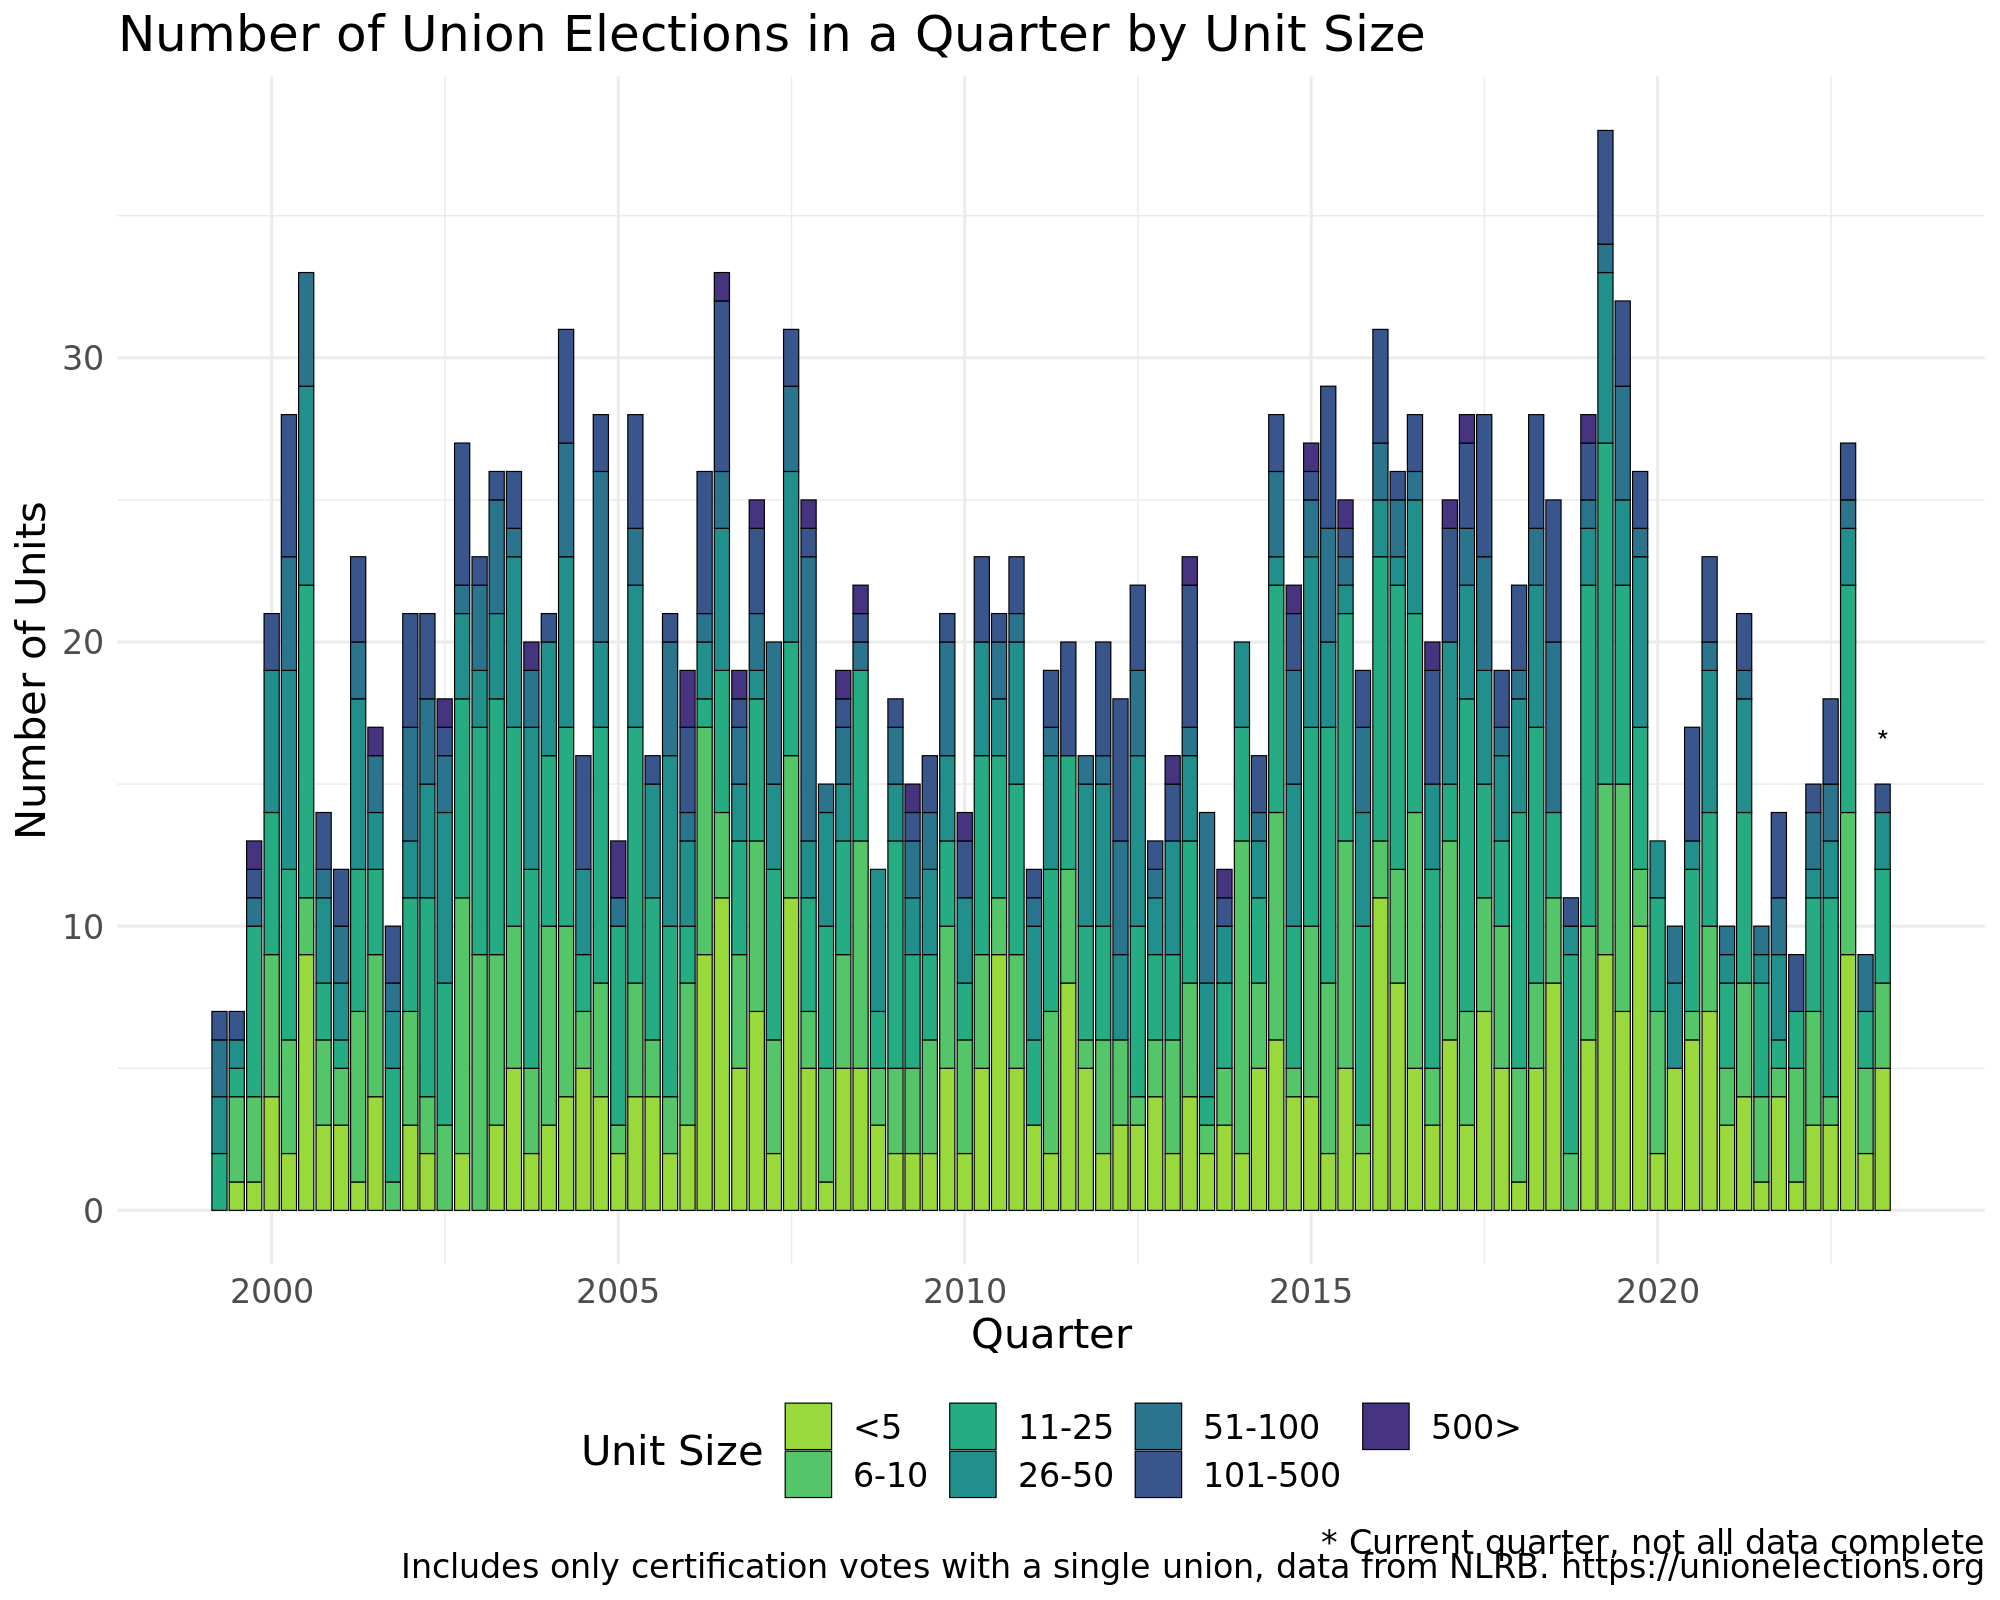 Number of Union Elections in a Quarter by Unit Size
Number of Units
30
20
10
0
2000 2005 2010 2015 2020
*
Quarter
Unit Size
<5 11-25 51-100 500>
6-10 26-50 101-500
* Current quarter, not all data complete
Includes only certification votes with a single union, data from NLRB. https://unionelections.org